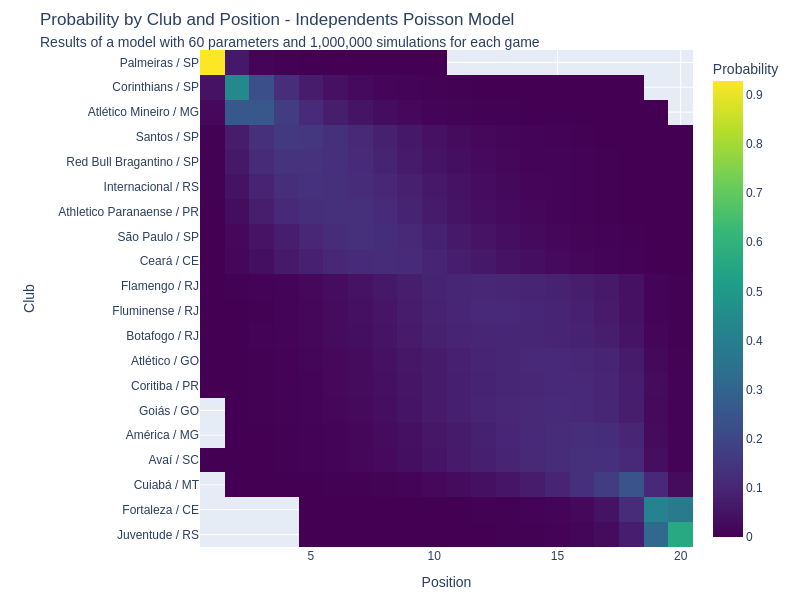 Probability by Club and Position - Independents Poisson Model
Results of a model with 60 parameters and 1,000,000 simulations for each game
Probability
Palmeiras / SP
Corinthians / SP
Atlético Mineiro / MG
Santos / SP
Red Bull Bragantino / SP
Internacional / RS
Athletico Paranaense / PR
São Paulo / SP
Ceará / CE
Flamengo / RJ
Fluminense / RJ
Botafogo / RJ
Atlético / GO
Coritiba / PR
Goiás / GO
América / MG
Avaí / SC
Cuiabá / MT
Fortaleza / CE
Juventude / RS
Club
5 10 15 20
Position
0.9
0.8
0.7
0.6
0.5
0.4
0.3
0.2
0.1
0